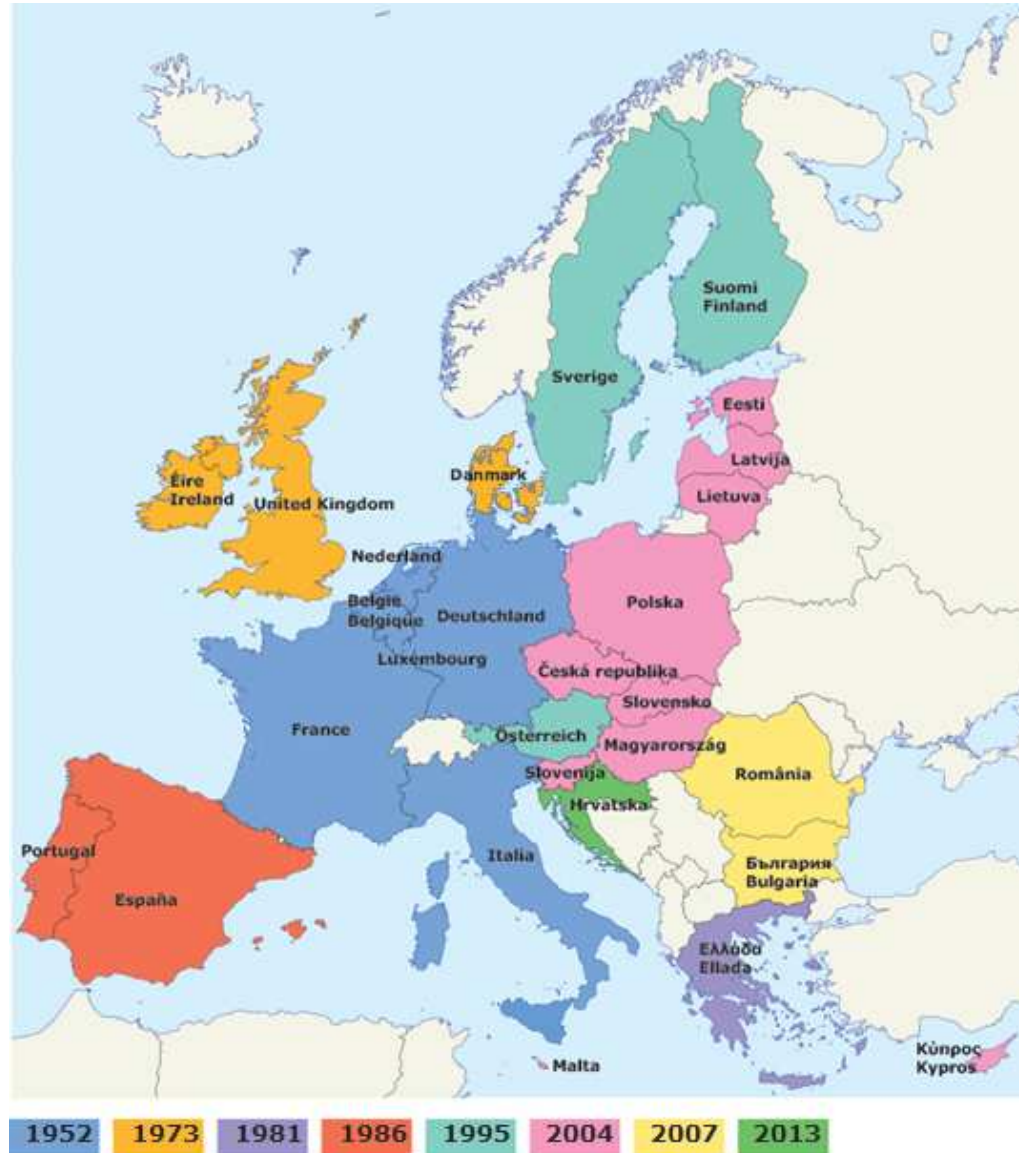 Suomi
Finland
Sverige
Eesti
Latvija
Lietuva
Danmark
Éire
Ireland
United Kingdom
Nederland
België
Belgique
Deutschland
Polska
Luxembourg
Česká republika
Slovensko
France
Österreich
Magyarország
Slovenija
România
Hrvatska
Portugal
España
Italia
България
Bulgaria
Ελλάδα
Ellada
Malta
Κύπρος
Kypros
1952 1973 1981 1986 1995 2004 2007 2013